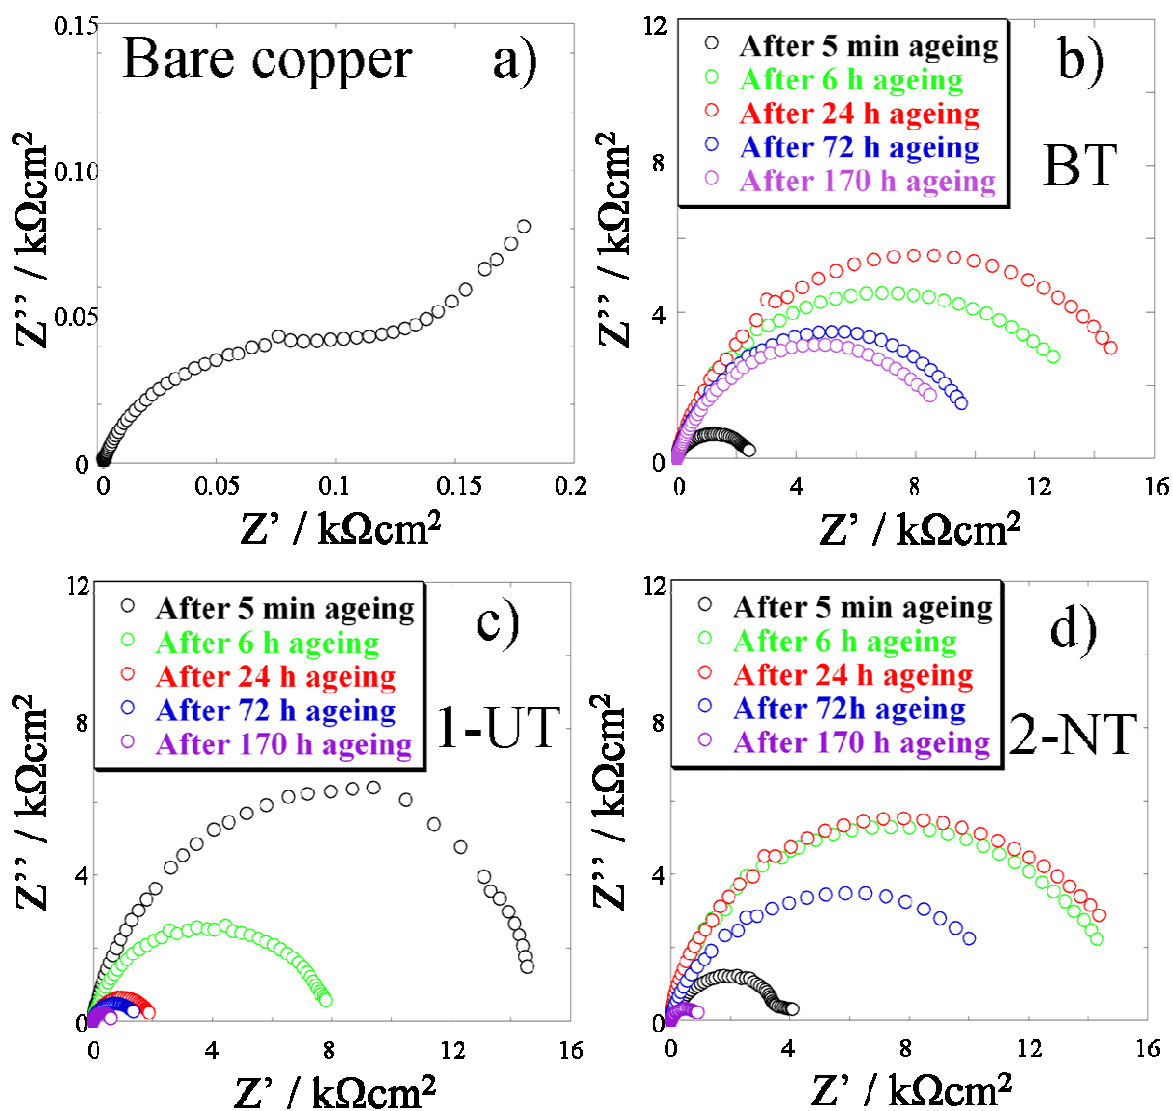 Bare copper a)
0.15
0.10
0.05
0
0 0.05 0.1 0.15 0.2
Z'' / kΩcm²
Z' / kΩcm²
b)
BT
After 5 min ageing
After 6 h ageing
After 24 h ageing
After 72 h ageing
After 170 h ageing
12
8
4
0
0 4 8 12 16
Z'' / kΩcm²
Z' / kΩcm²
c)
1-UT
After 5 min ageing
After 6 h ageing
After 24 h ageing
After 72 h ageing
After 170 h ageing
12
8
4
0
0 4 8 12 16
Z'' / kΩcm²
Z' / kΩcm²
d)
2-NT
After 5 min ageing
After 6 h ageing
After 24 h ageing
After 72h ageing
After 170 h ageing
12
8
4
0
0 4 8 12 16
Z'' / kΩcm²
Z' / kΩcm²